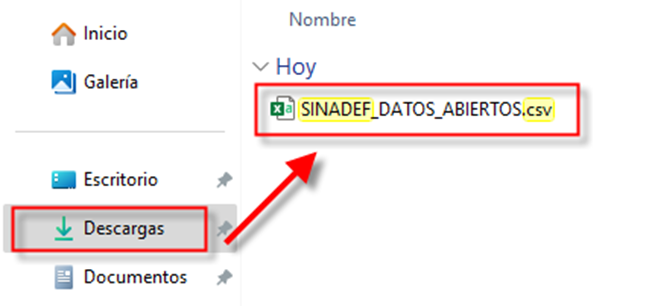 Inicio
Galería
Escritorio
Descargas
Documentos
Nombre
Hoy
SINADEF_DATOS_ABIERTOS.csv